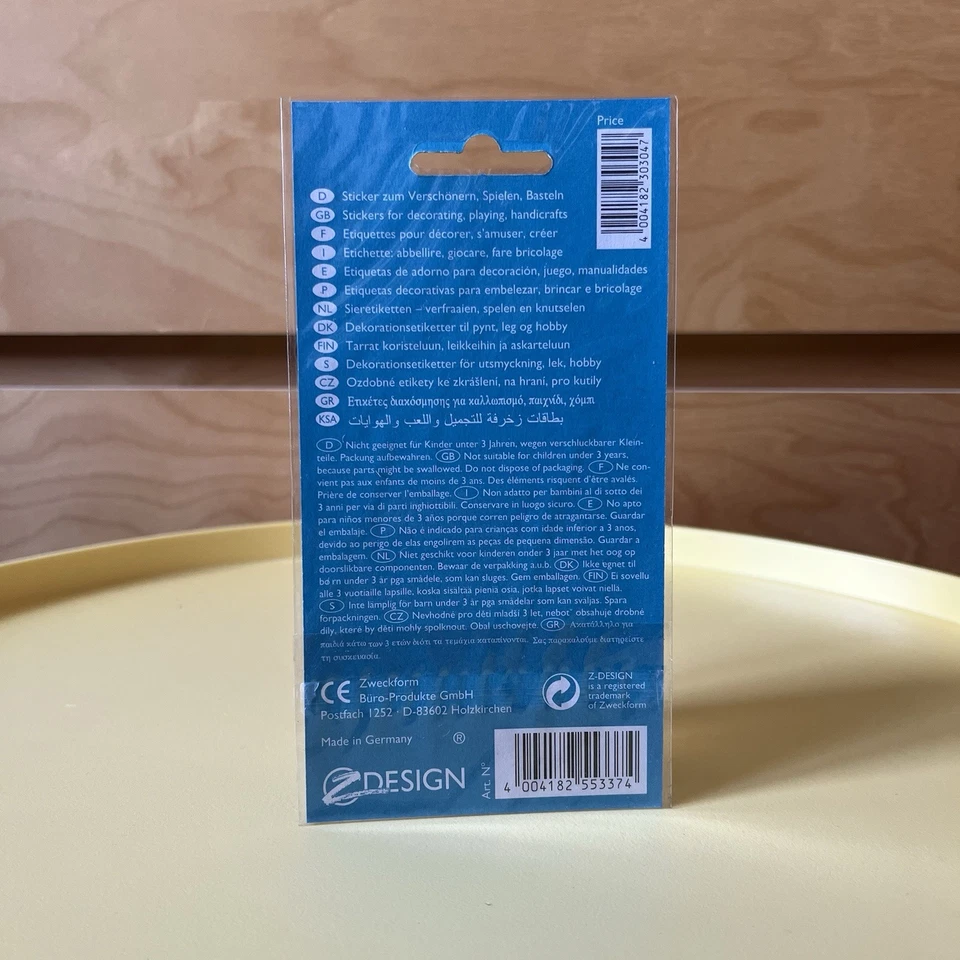 Price
4 004182 303047
D Sticker zum Verschönern, Spielen, Basteln
GB Stickers for decorating, playing, handicrafts
F Etiquettes pour décorer, s'amuser, créer
I Etichette: abbellire, giocare, fare bricolage
E Etiquetas de adorno para decoración, juego, manualidades
P Etiquetas decorativas para embelezar, brincar e bricolage
NL Sieretiketten – verfraaien, spelen en knutselen
DK Dekorationsetiketter til pynt, leg og hobby
FIN Tarrat koristeluun, leikkeihin ja askarteluun
S Dekorationsetiketter för utsmyckning, lek, hobby
CZ Ozdobné etikety ke zkrášlení, na hraní, pro kutily
GR Ετικέτες διακόσμησης για καλλωπισμό, παιχνίδι, χόμπι
KSA بطاقات زخرفة للتجميل واللعب والهوايات
D Nicht geeignet für Kinder unter 3 Jahren, wegen verschluckbarer Klein-
teile. Packung aufbewahren. GB Not suitable for children under 3 years,
because parts might be swallowed. Do not dispose of packaging. F Ne con-
vient pas aux enfants de moins de 3 ans. Des éléments risquent d'être avalés.
Prière de conserver l'emballage. I Non adatto per bambini al di sotto dei
3 anni per via di parti inghiottibili. Conservare in luogo sicuro. E No apto
para niños menores de 3 años porque corren peligro de atragantarse. Guardar
el embalaje. P Não é indicado para crianças com idade inferior a 3 anos,
devido ao perigo de elas engolirem as peças de pequena dimensão. Guardar a
embalagem. NL Niet geschikt voor kinderen onder 3 jaar met het oog op
doorslikbare componenten. Bewaar de verpakking a.u.b. DK Ikke egnet til
børn under 3 år pga smådele, som kan sluges. Gem emballagen. FIN Ei sovellu
alle 3 vuotiaille lapsille, koska sisältää pieniä osia, jotka lapset voivat niellä.
S Inte lämplig för barn under 3 år pga smådelar som kan sväljas. Spara
förpackningen. CZ Nevhodné pro děti mladší 3 let, neboť obsahuje drobné
díly, které by děti mohly spolknout. Obal uschovejte. GR Ακατάλληλο για
παιδιά κάτω των 3 ετών διότι τα τεμάχια καταπίνονται. Σας παρακαλούμε διατηρείστε
τη συσκευασία.
CE Zweckform
Büro-Produkte GmbH
Postfach 1252 · D-83602 Holzkirchen
Z-DESIGN
is a registered
trademark
of Zweckform
Made in Germany ®
Z DESIGN
Art. N°
4 004182 553374